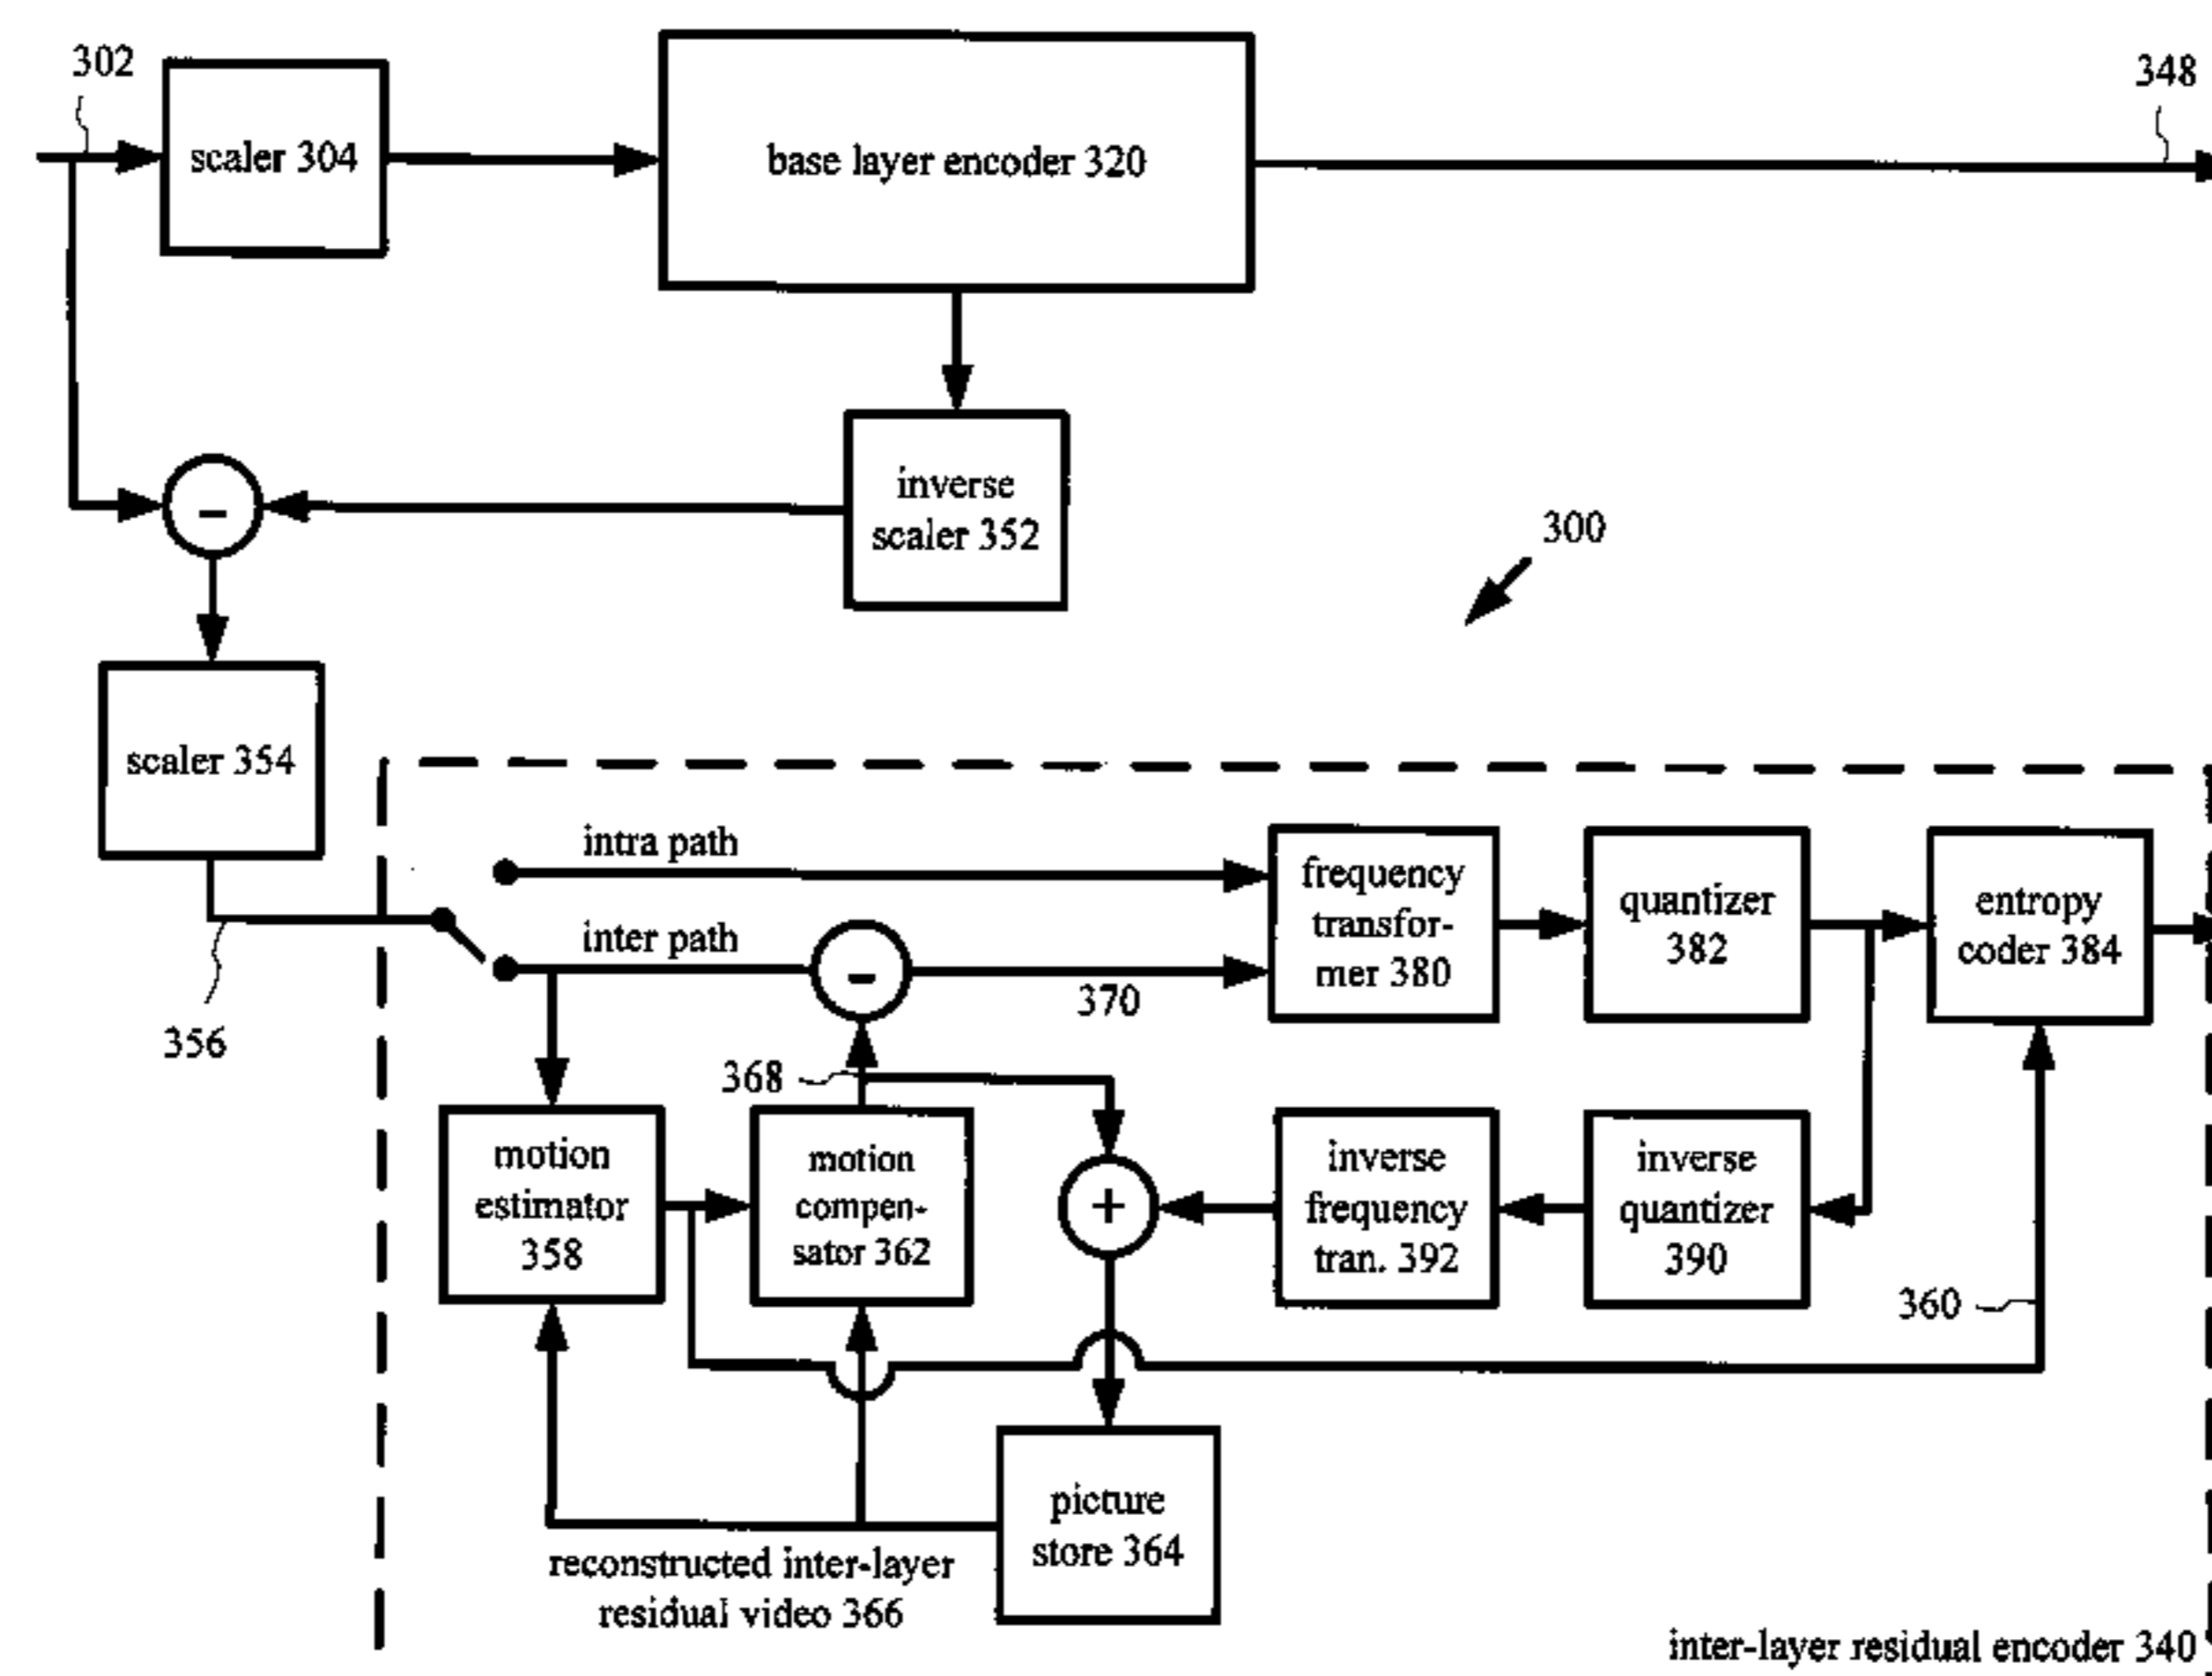 302
348
scaler 304
base layer encoder 320
inverse
scaler 352
-
300
scaler 354
intra path
frequency
transfor-
mer 380
quantizer
382
entropy
coder 384
inter path
-
370
356
368
motion
estimator
358
motion
compen-
sator 362
+
inverse
frequency
tran. 392
inverse
quantizer
390
360
picture
store 364
reconstructed inter-layer
residual video 366
inter-layer residual encoder 340